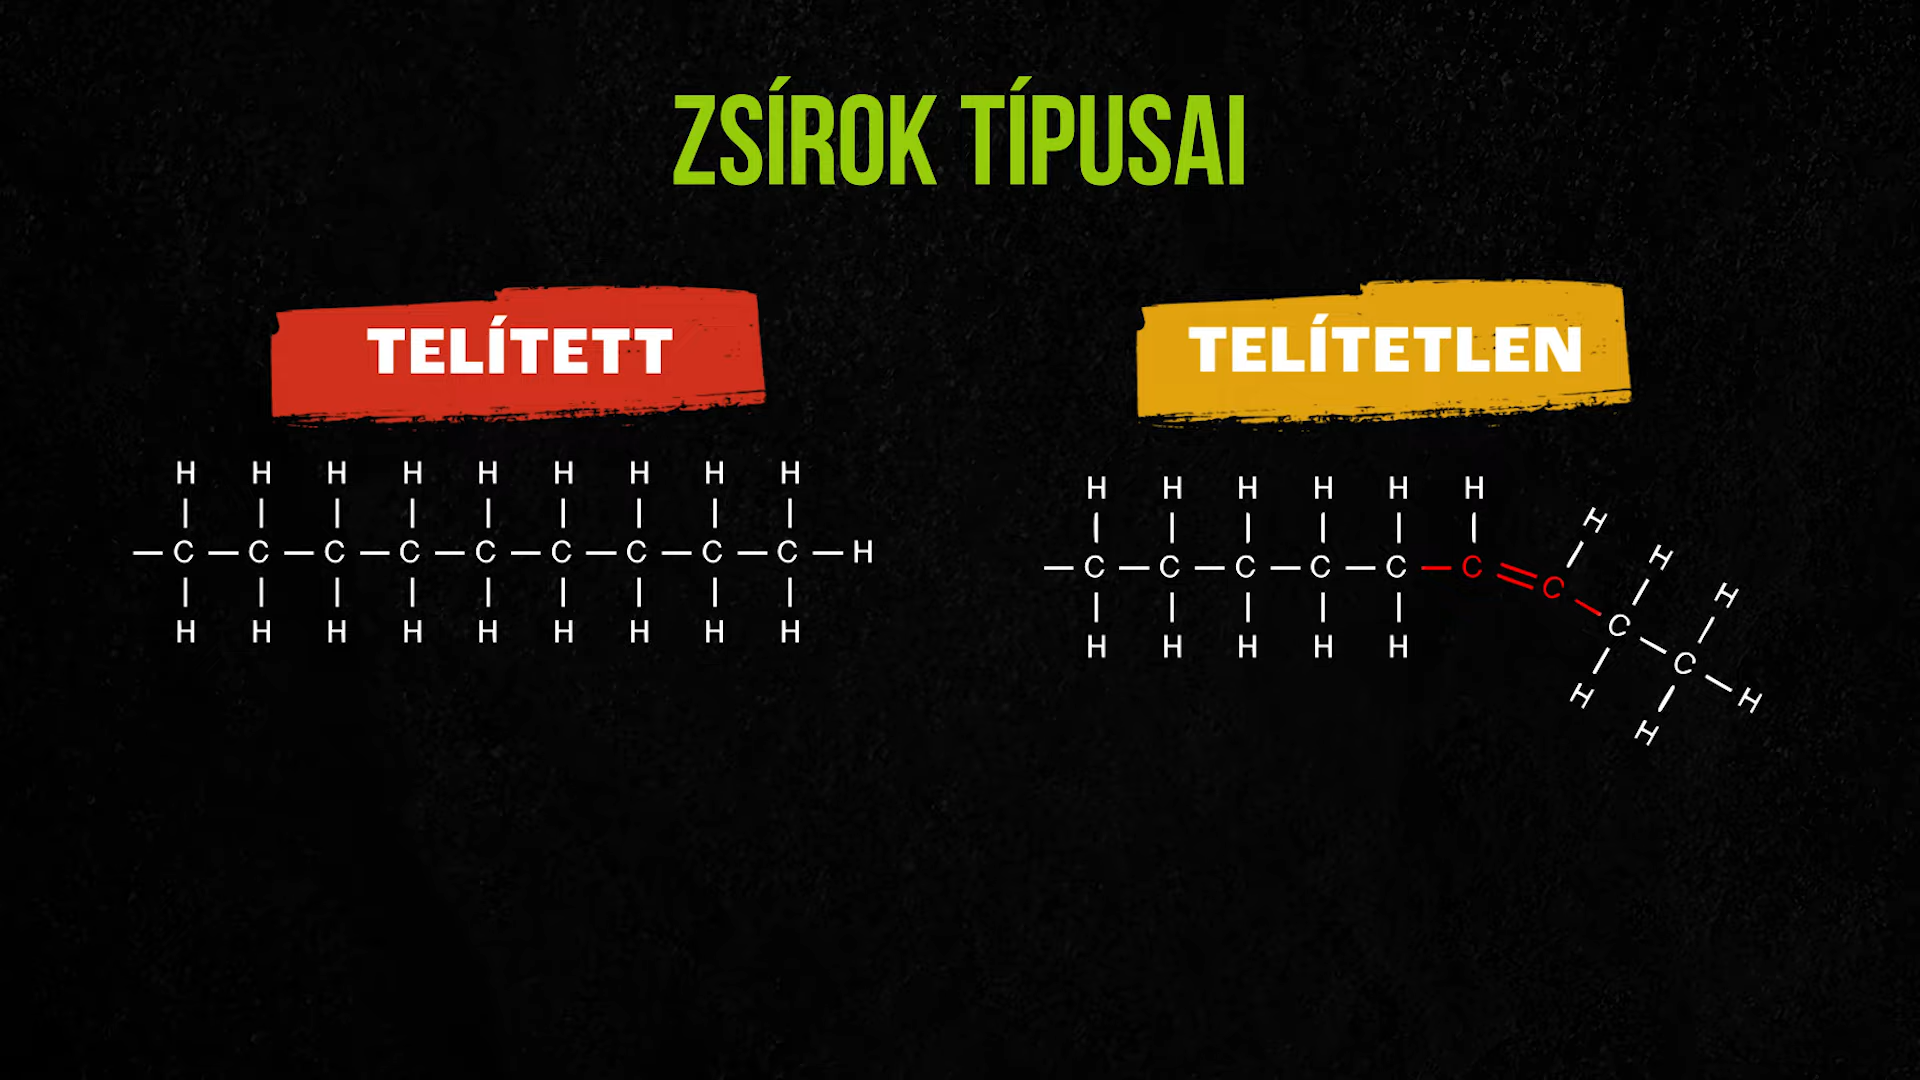 ZSÍROK TÍPUSAI
TELÍTETT
TELÍTETLEN
H H H H H H H H H
C C C C C C C C C H
H H H H H H H H H
H H H H H H H H H
C C C C C C = C C C H
H H H H H H H